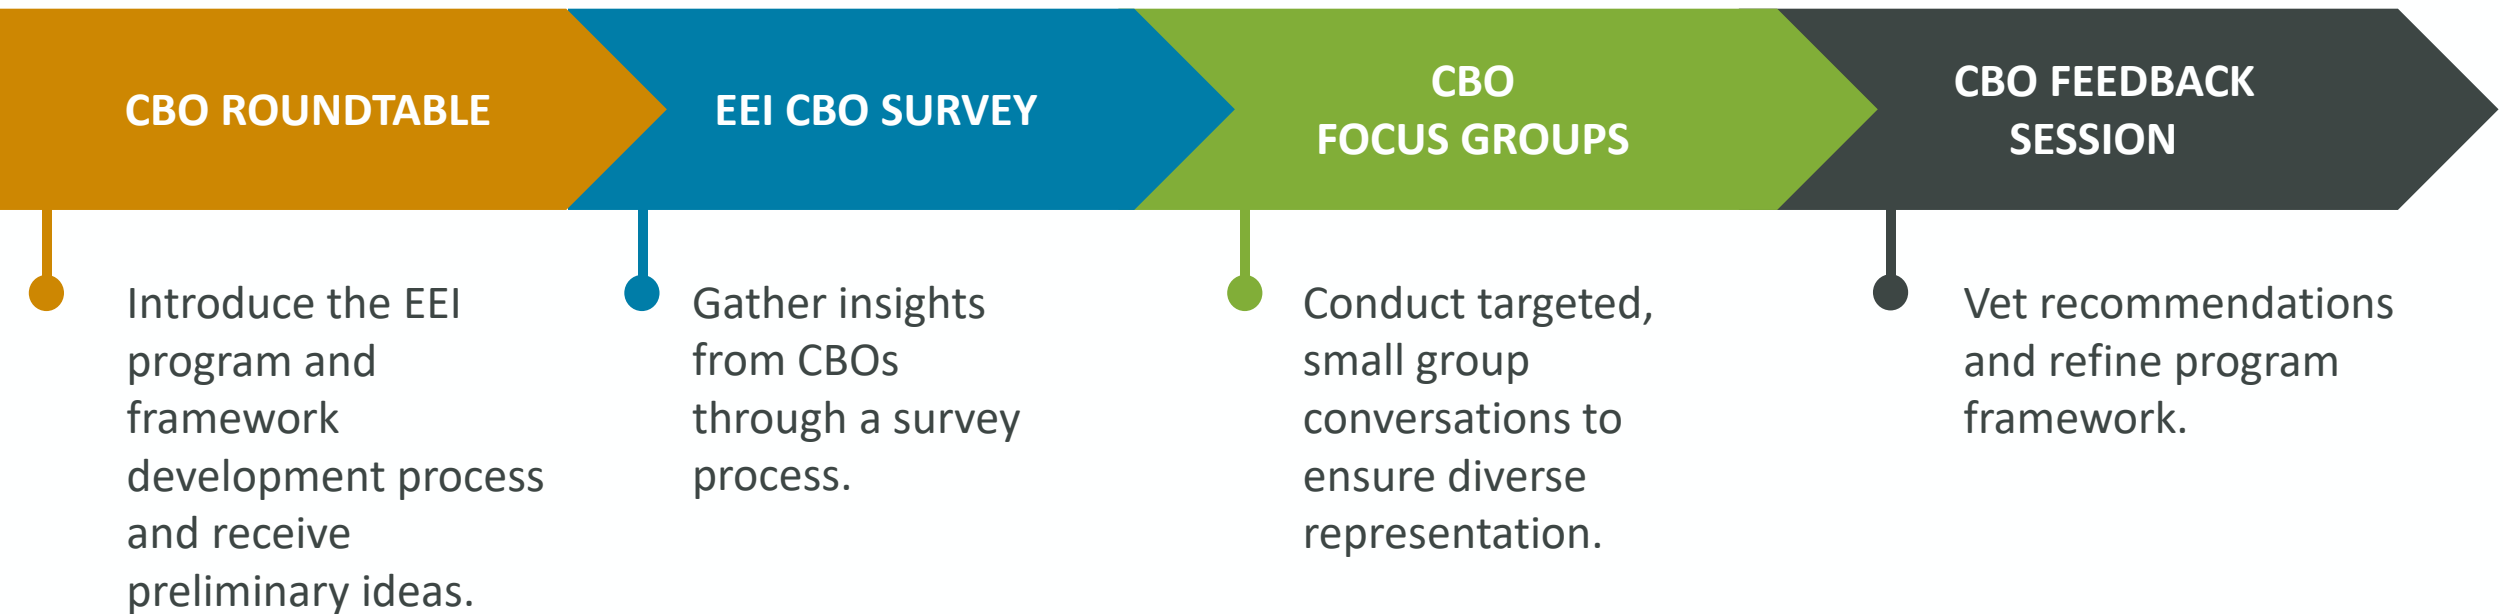 CBO ROUNDTABLE
EEI CBO SURVEY
CBO
FOCUS GROUPS
CBO FEEDBACK
SESSION
Introduce the EEI
program and
framework
development process
and receive
preliminary ideas.
Gather insights
from CBOs
through a survey
process.
Conduct targeted,
small group
conversations to
ensure diverse
representation.
Vet recommendations
and refine program
framework.